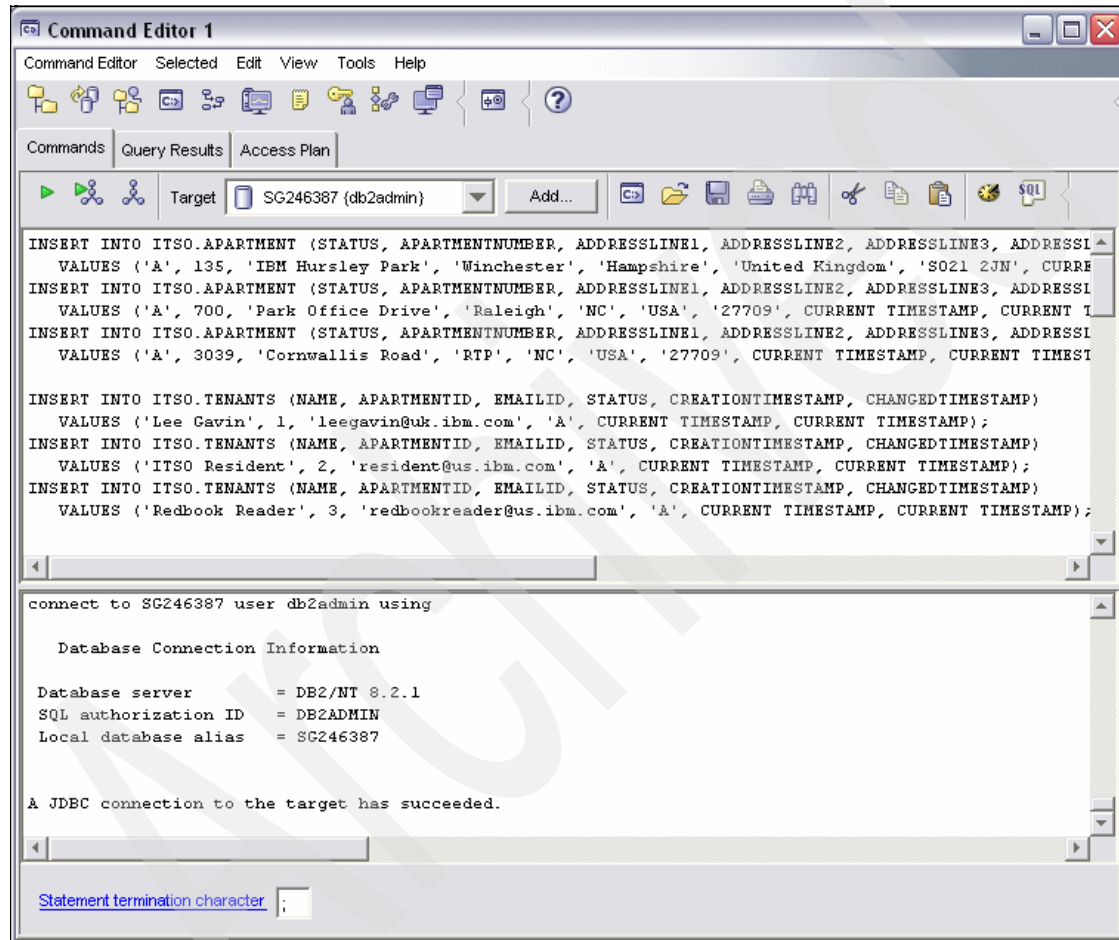 Command Editor 1
Command Editor Selected Edit View Tools Help
Commands Query Results Access Plan
Target SG246387 {db2admin} Add...
INSERT INTO ITSO.APARTMENT (STATUS, APARTMENTNUMBER, ADDRESSLINE1, ADDRESSLINE2, ADDRESSLINE3, ADDRESSL
VALUES ('A', 135, 'IBM Hursley Park', 'Winchester', 'Hampshire', 'United Kingdom', 'SO21 2JN', CURRE
INSERT INTO ITSO.APARTMENT (STATUS, APARTMENTNUMBER, ADDRESSLINE1, ADDRESSLINE2, ADDRESSLINE3, ADDRESSL
VALUES ('A', 700, 'Park Office Drive', 'Raleigh', 'NC', 'USA', '27709', CURRENT TIMESTAMP, CURRENT T
INSERT INTO ITSO.APARTMENT (STATUS, APARTMENTNUMBER, ADDRESSLINE1, ADDRESSLINE2, ADDRESSLINE3, ADDRESSL
VALUES ('A', 3039, 'Cornwallis Road', 'RTP', 'NC', 'USA', '27709', CURRENT TIMESTAMP, CURRENT TIMEST
INSERT INTO ITSO.TENANTS (NAME, APARTMENTID, EMAILID, STATUS, CREATIONTIMESTAMP, CHANGEDTIMESTAMP)
VALUES ('Lee Gavin', 1, 'leegavin@uk.ibm.com', 'A', CURRENT TIMESTAMP, CURRENT TIMESTAMP);
INSERT INTO ITSO.TENANTS (NAME, APARTMENTID, EMAILID, STATUS, CREATIONTIMESTAMP, CHANGEDTIMESTAMP)
VALUES ('ITSO Resident', 2, 'resident@us.ibm.com', 'A', CURRENT TIMESTAMP, CURRENT TIMESTAMP);
INSERT INTO ITSO.TENANTS (NAME, APARTMENTID, EMAILID, STATUS, CREATIONTIMESTAMP, CHANGEDTIMESTAMP)
VALUES ('Redbook Reader', 3, 'redbookreader@us.ibm.com', 'A', CURRENT TIMESTAMP, CURRENT TIMESTAMP);
connect to SG246387 user db2admin using
Database Connection Information
Database server = DB2/NT 8.2.1
SQL authorization ID = DB2ADMIN
Local database alias = SG246387
A JDBC connection to the target has succeeded.
Statement termination character ;
Archived